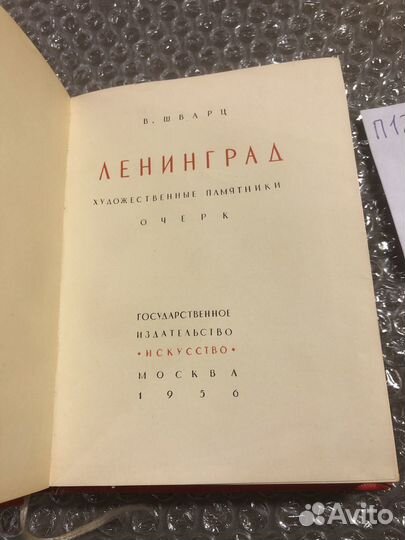 В. ШВАРЦ
ЛЕНИНГРАД
ХУДОЖЕСТВЕННЫЕ ПАМЯТНИКИ
ОЧЕРК
ГОСУДАРСТВЕННОЕ
ИЗДАТЕЛЬСТВО
• ИСКУССТВО •
МОСКВА
1956
Avito